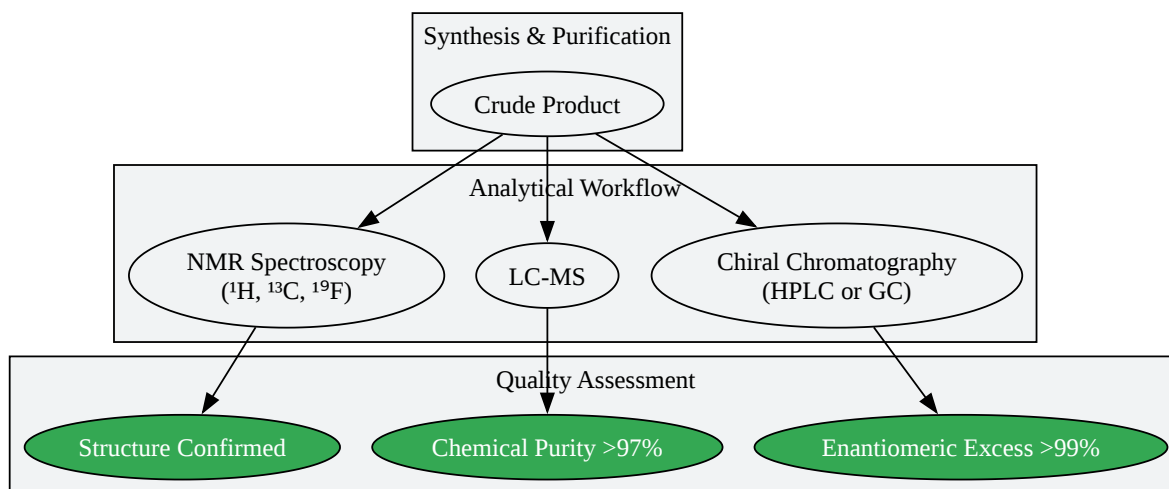 Synthesis & Purification
Crude Product
Analytical Workflow
NMR Spectroscopy
(¹H, ¹³C, ¹⁹F)
LC-MS
Chiral Chromatography
(HPLC or GC)
Quality Assessment
Structure Confirmed
Chemical Purity >97%
Enantiomeric Excess >99%